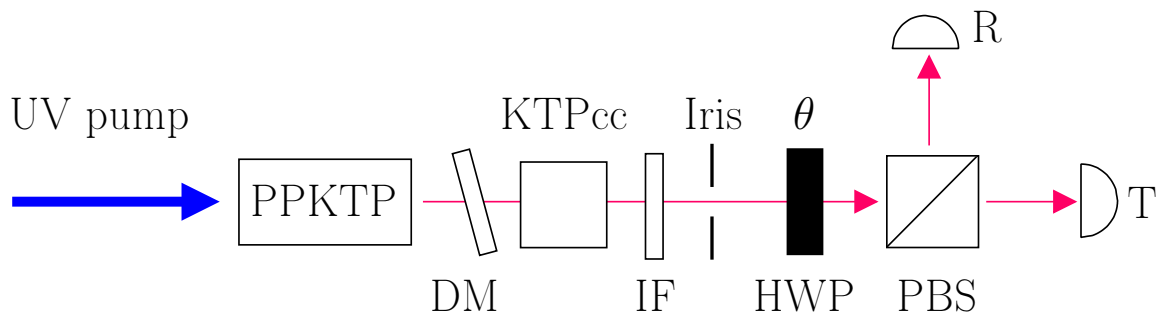 R
UV pump
KTPcc
Iris
θ
PPKTP
T
DM
IF
HWP
PBS